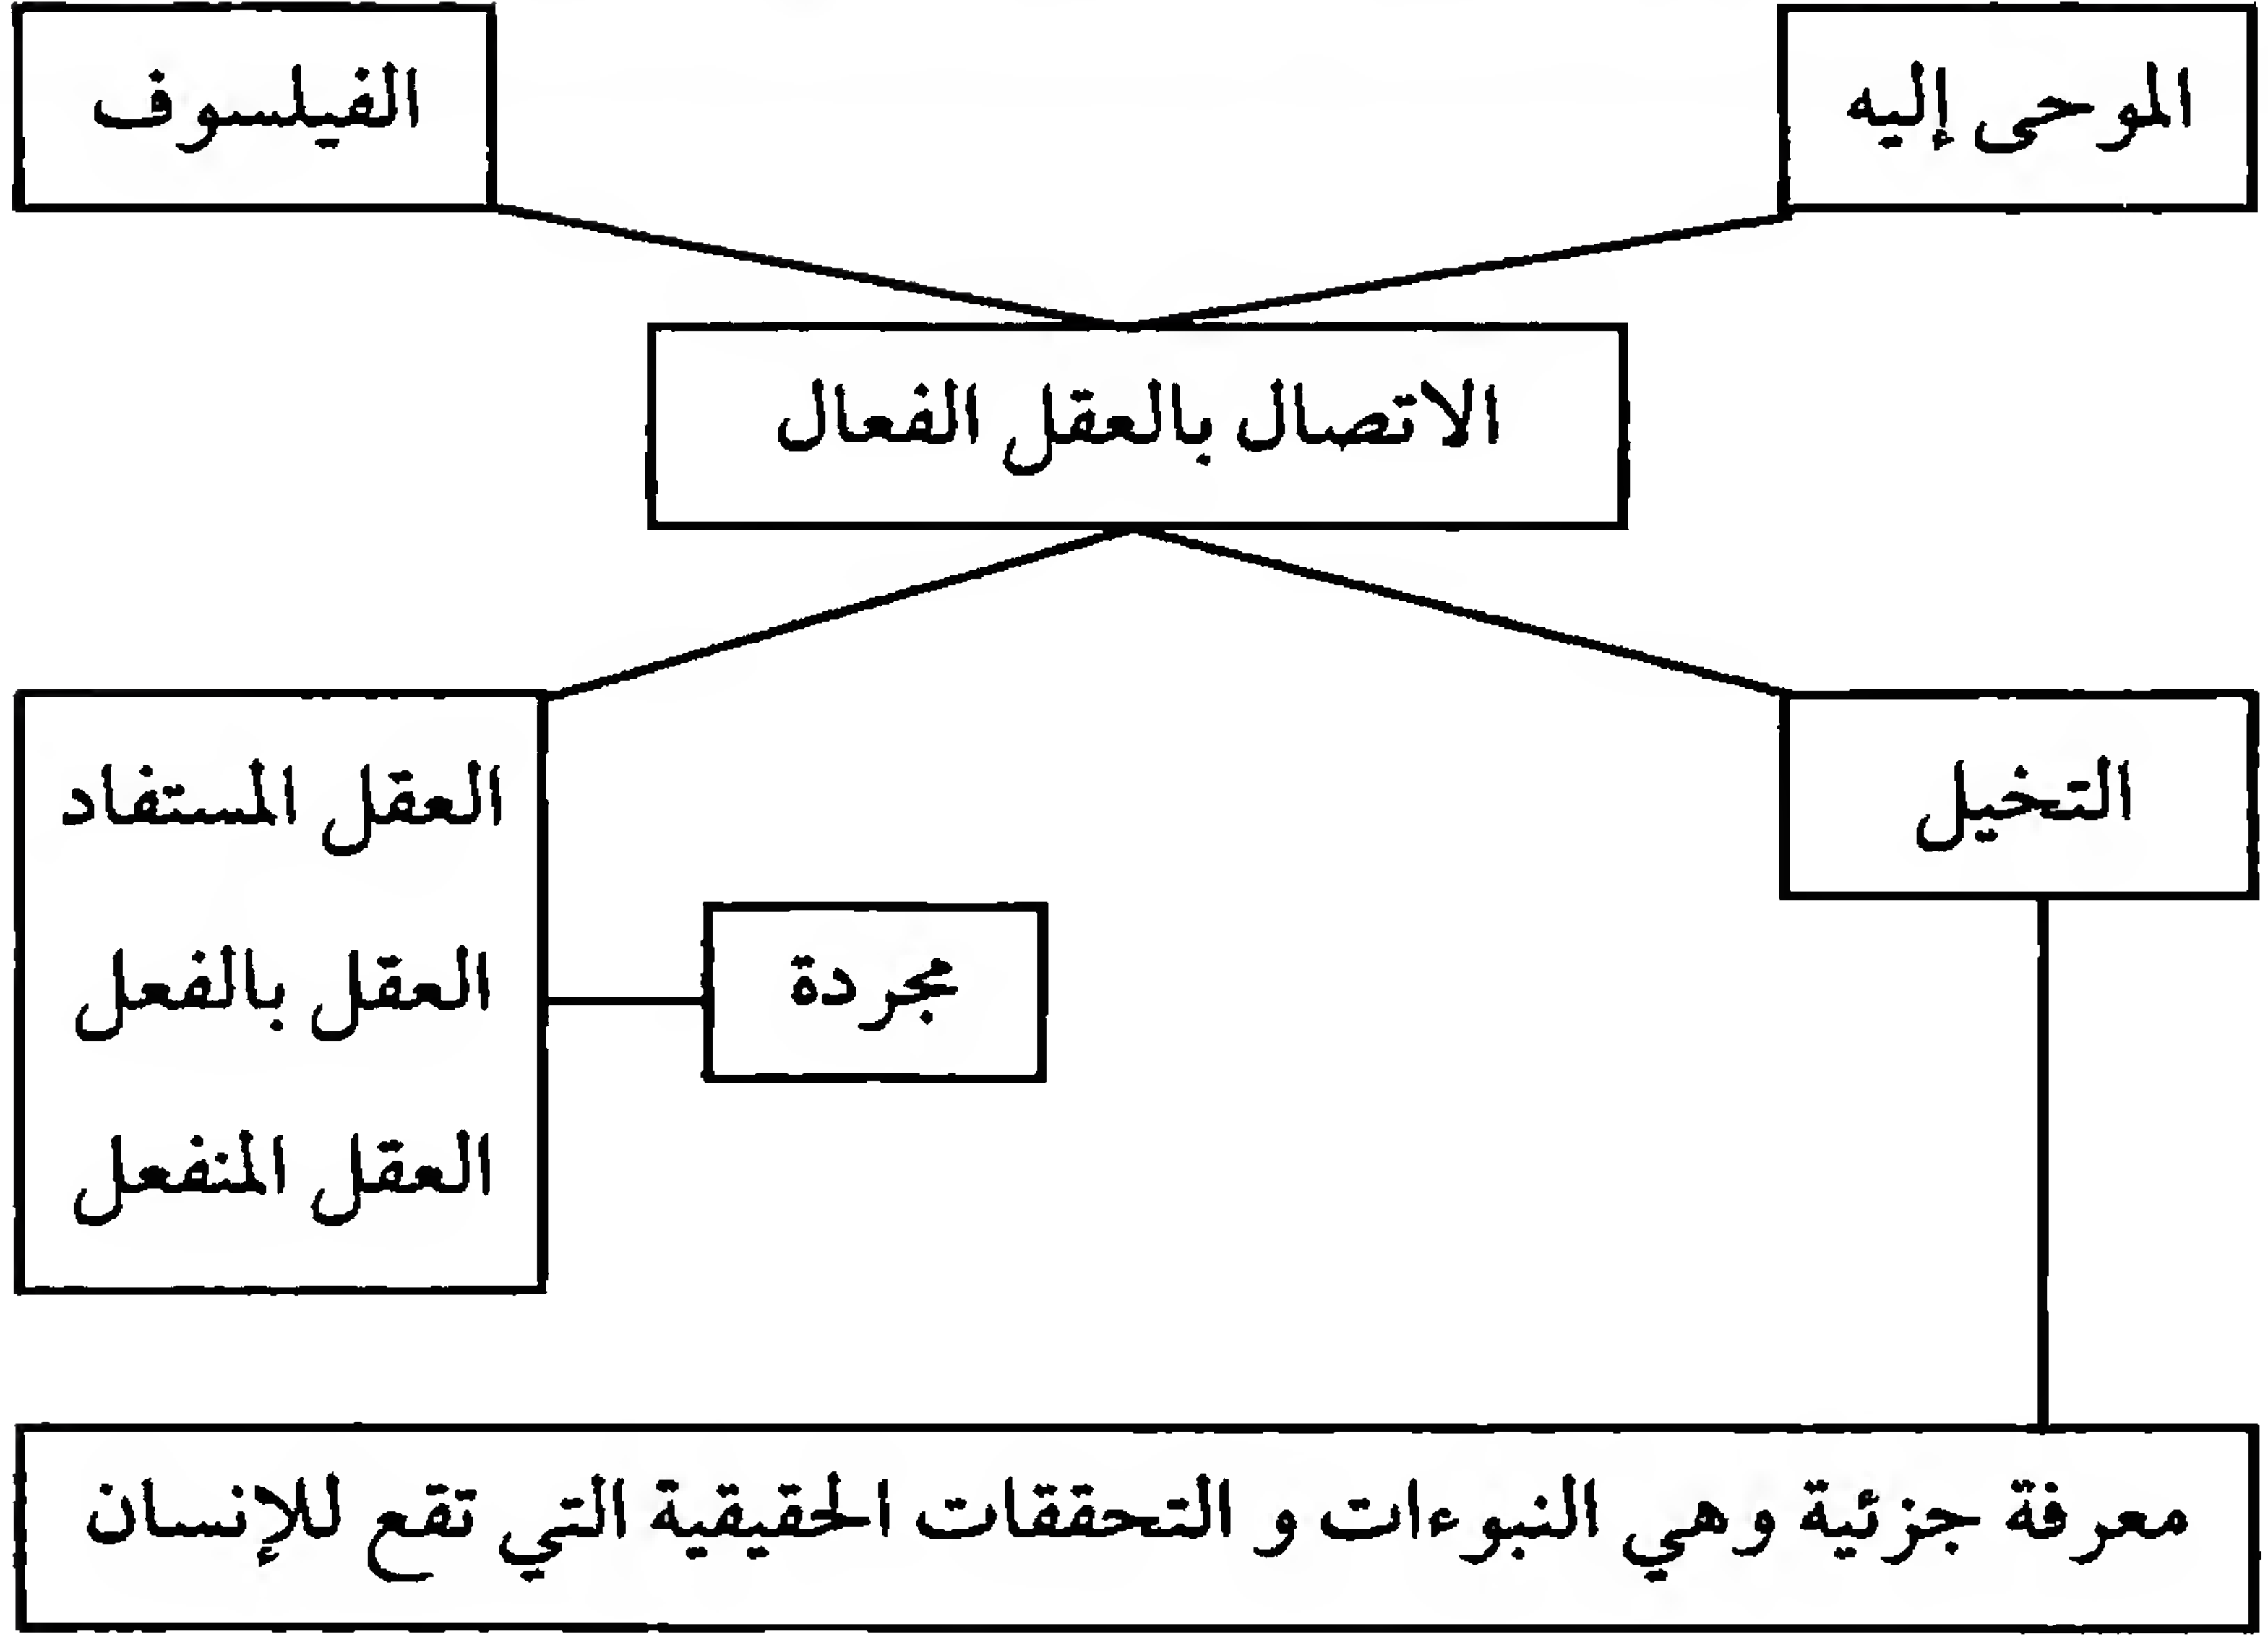 الموحى إليه
الفيلسوف
الاتصال بالعقل الفعال
التخيل
العقل المستفاد
العقل بالفعل
العقل المنفعل
مجردة
معرفة جزئية وهي النبوءات و التحققات الحقيقية التي تقع للإنسان